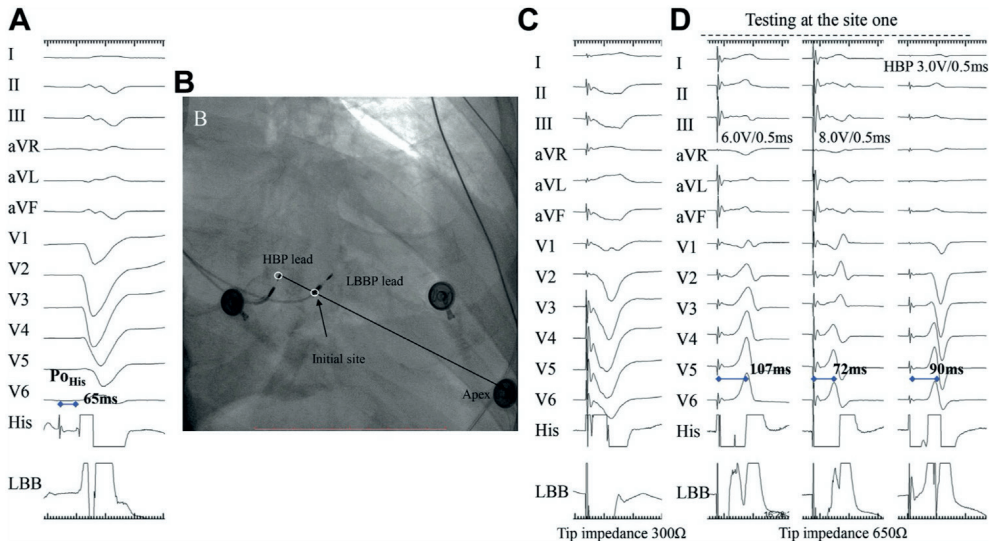 A
I
II
III
aVR
aVL
aVF
V1
V2
V3
V4
V5
V6
PoHis
65ms
His
LBB
B
B
HBP lead
LBBP lead
Initial site
Apex
C
I
II
III
aVR
aVL
aVF
V1
V2
V3
V4
V5
V6
His
LBB
Tip impedance 300Ω
D
Testing at the site one
I
II
III
aVR
aVL
aVF
V1
V2
V3
V4
V5
V6
His
LBB
6.0V/0.5ms
8.0V/0.5ms
HBP 3.0V/0.5ms
107ms
72ms
90ms
Tip impedance 650Ω